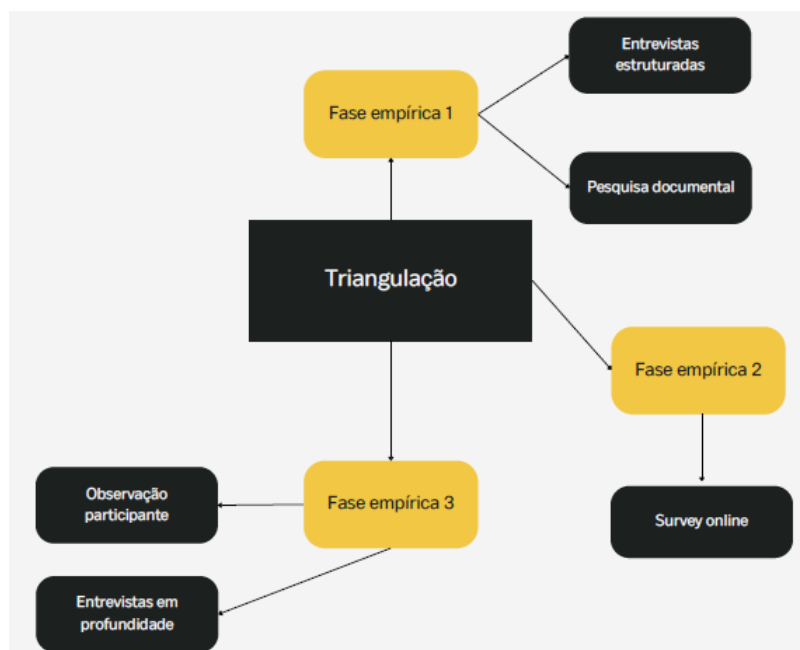 Entrevistas
estruturadas
Fase empírica 1
Pesquisa documental
Triangulação
Fase empírica 2
Observação
participante
Fase empírica 3
Survey online
Entrevistas em
profundidade